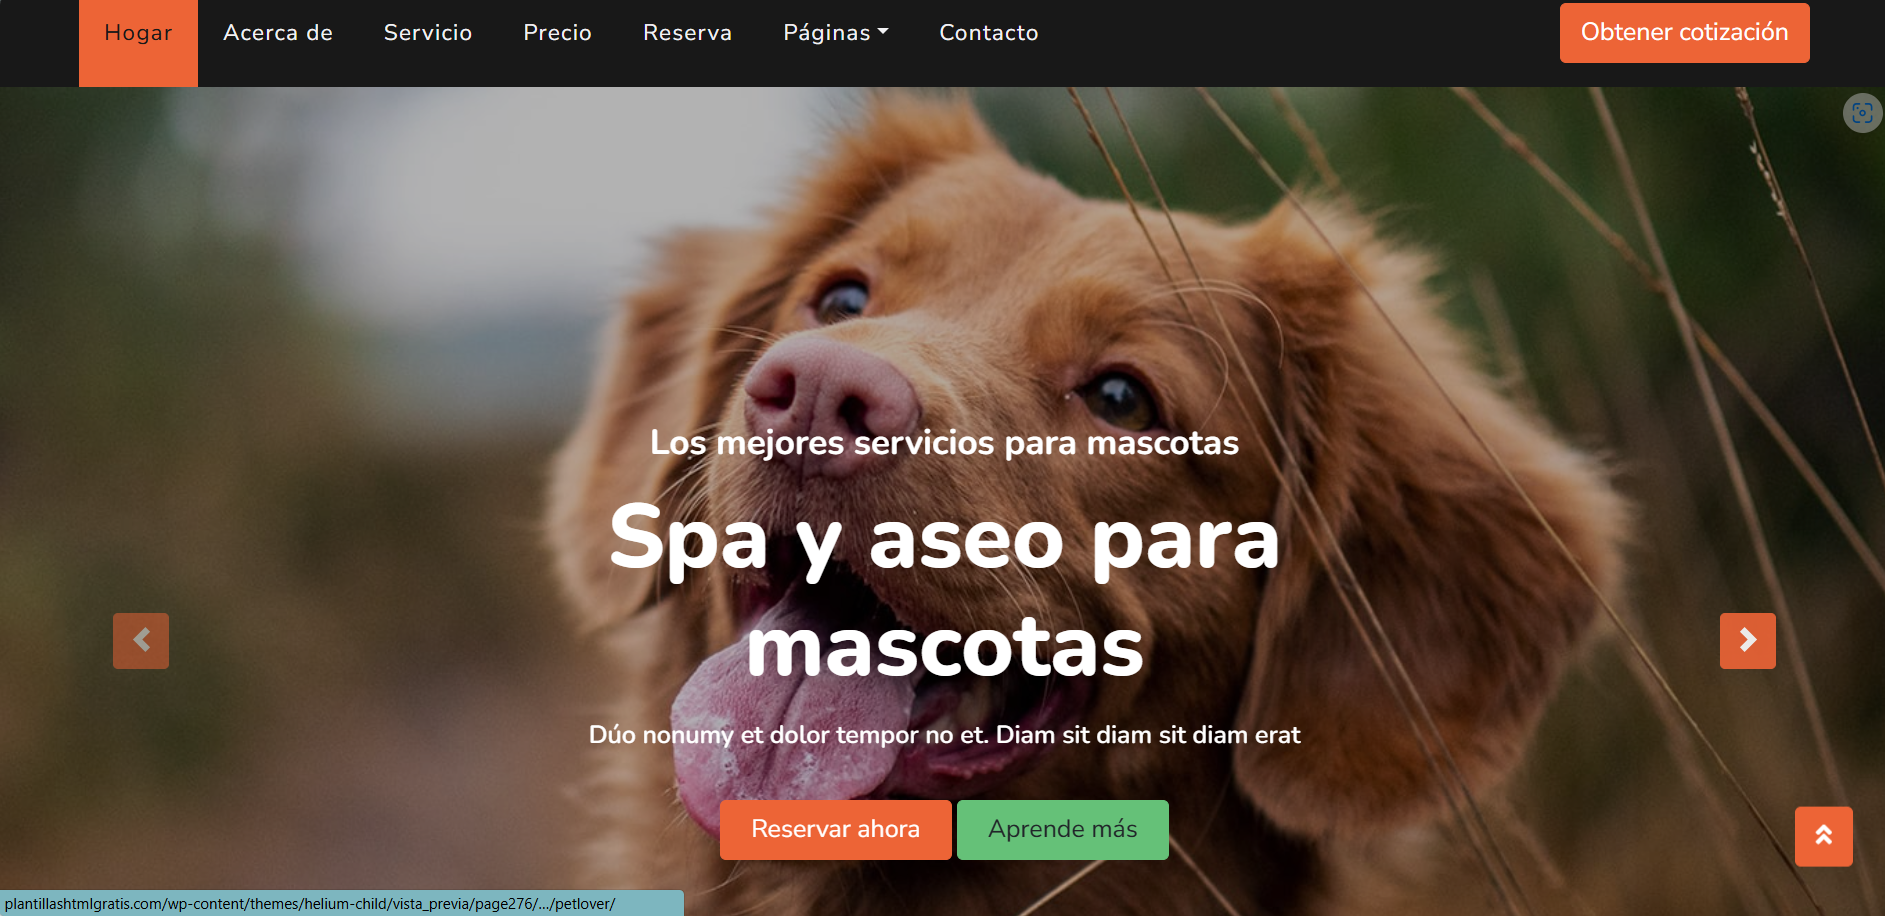 Hogar Acerca de Servicio Precio Reserva Páginas Contacto Obtener cotización
Los mejores servicios para mascotas
Spa y aseo para
mascotas
Dúo nonumy et dolor tempor no et. Diam sit diam sit diam erat
Reservar ahora Aprende más
plantillashtmlgratis.com/wp-content/themes/helium-child/vista_previa/page276/.../petlover/